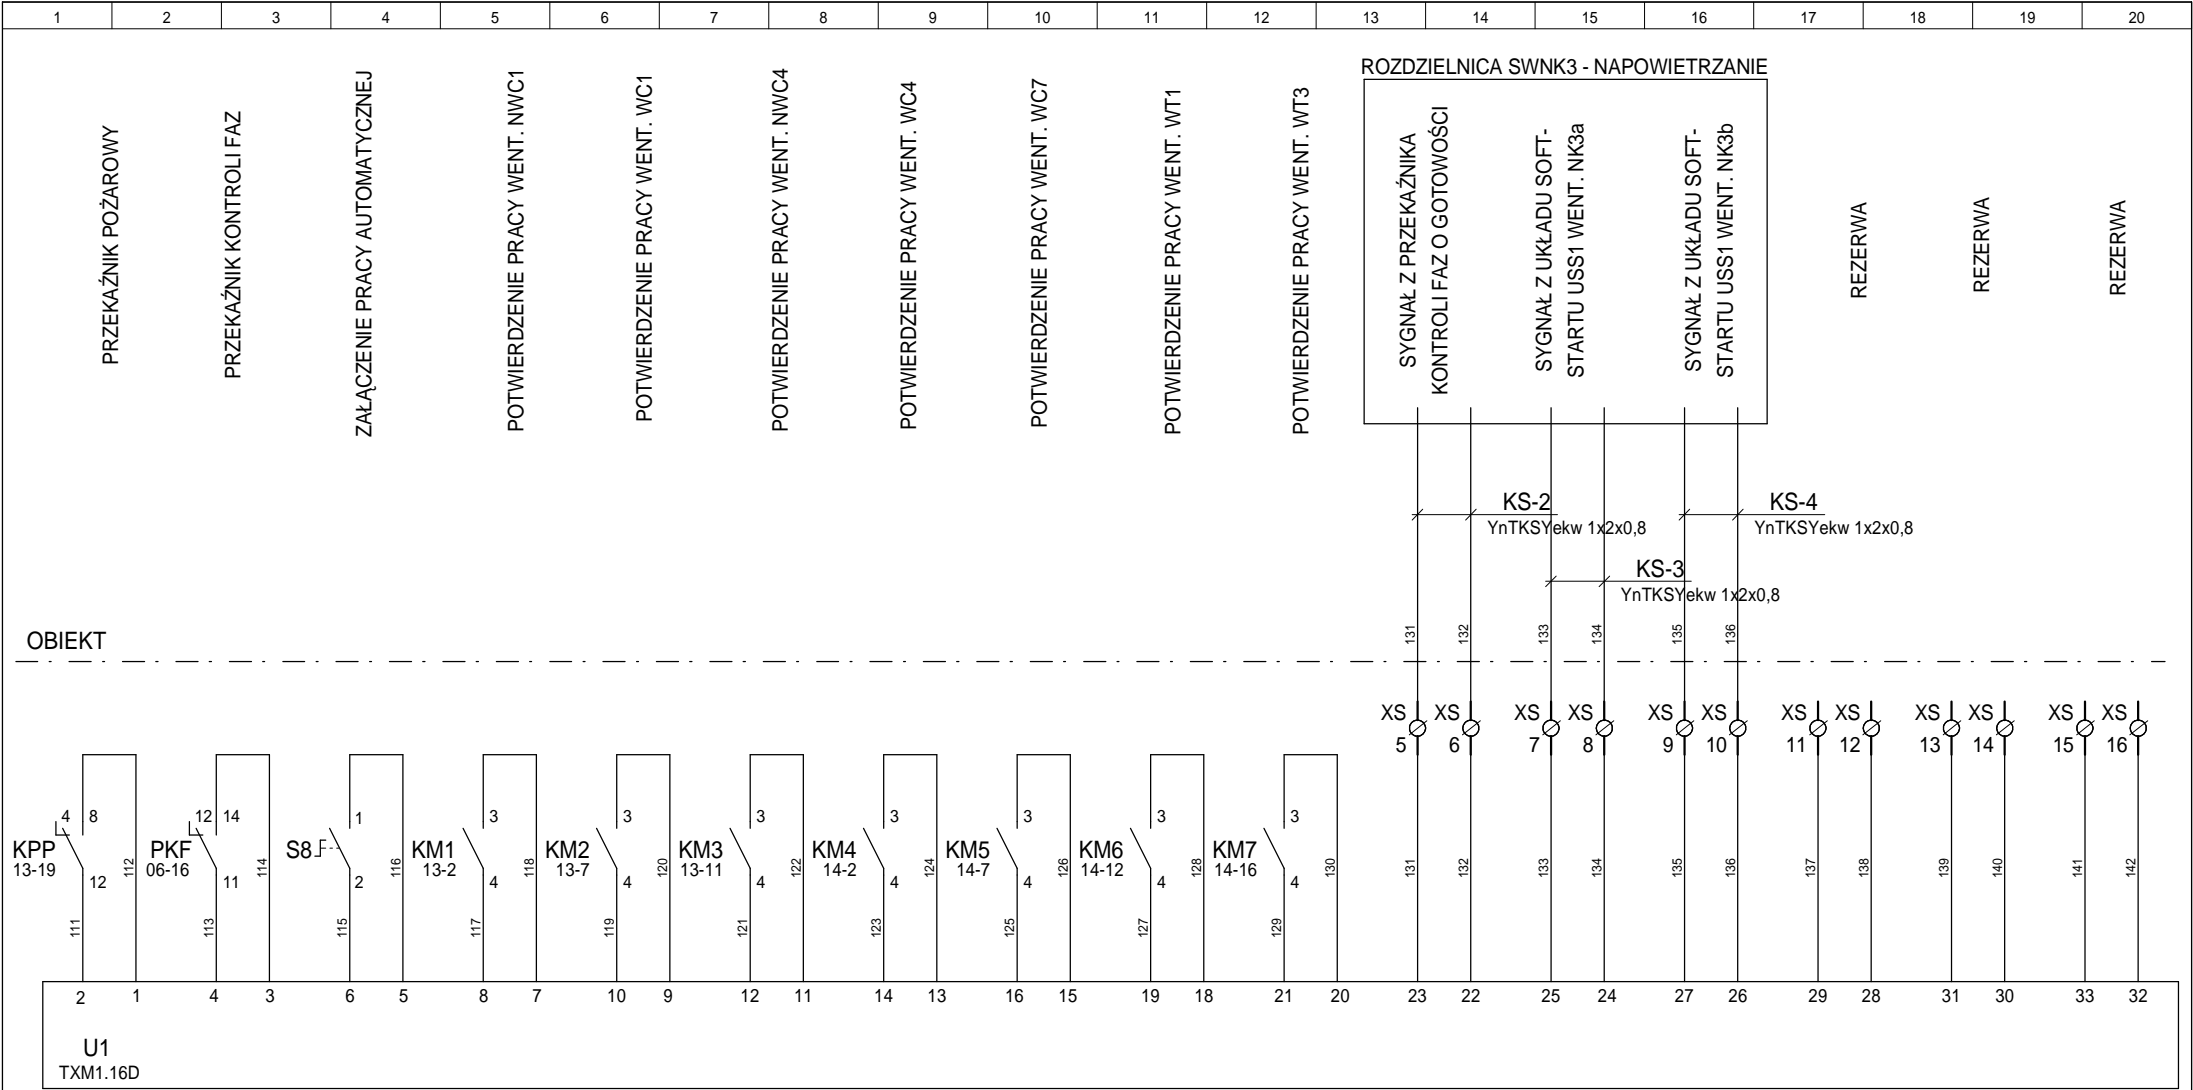 1 2 3 4 5 6 7 8 9 10 11 12 13 14 15 16 17 18 19 20
PRZEKAŹNIK POŻAROWY
PRZEKAŹNIK KONTROLI FAZ
ZAŁĄCZENIE PRACY AUTOMATYCZNEJ
POTWIERDZENIE PRACY WENT. NWC1
POTWIERDZENIE PRACY WENT. WC1
POTWIERDZENIE PRACY WENT. NWC4
POTWIERDZENIE PRACY WENT. WC4
POTWIERDZENIE PRACY WENT. WC7
POTWIERDZENIE PRACY WENT. WT1
POTWIERDZENIE PRACY WENT. WT3
ROZDZIELNICA SWNK3 - NAPOWIETRZANIE
SYGNAŁ Z PRZEKAŹNIKA
KONTROLI FAZ O GOTOWOŚCI
SYGNAŁ Z UKŁADU SOFT-
STARTU USS1 WENT. NK3a
SYGNAŁ Z UKŁADU SOFT-
STARTU USS1 WENT. NK3b
REZERWA
REZERWA
REZERWA
KS-2
YnTKSYekw 1x2x0,8
KS-4
YnTKSYekw 1x2x0,8
KS-3
YnTKSYekw 1x2x0,8
131 132 133 134 135 136
OBIEKT
XS XS XS XS XS XS XS XS XS XS XS XS
5 6 7 8 9 10 11 12 13 14 15 16
4 8 12 14 1 3 3 3 3 3 3 3
KPP PKF S8 KM1 KM2 KM3 KM4 KM5 KM6 KM7
13-19 06-16 13-2 13-7 13-11 14-2 14-7 14-12 14-16
112 114 116 118 120 122 124 126 128 130 131 132 133 134 135 136 137 138 139 140 141 142
12 11 2 4 4 4 4 4 4 4
111 113 115 117 119 121 123 125 127 129
2 1 4 3 6 5 8 7 10 9 12 11 14 13 16 15 19 18 21 20 23 22 25 24 27 26 29 28 31 30 33 32
U1
TXM1.16D